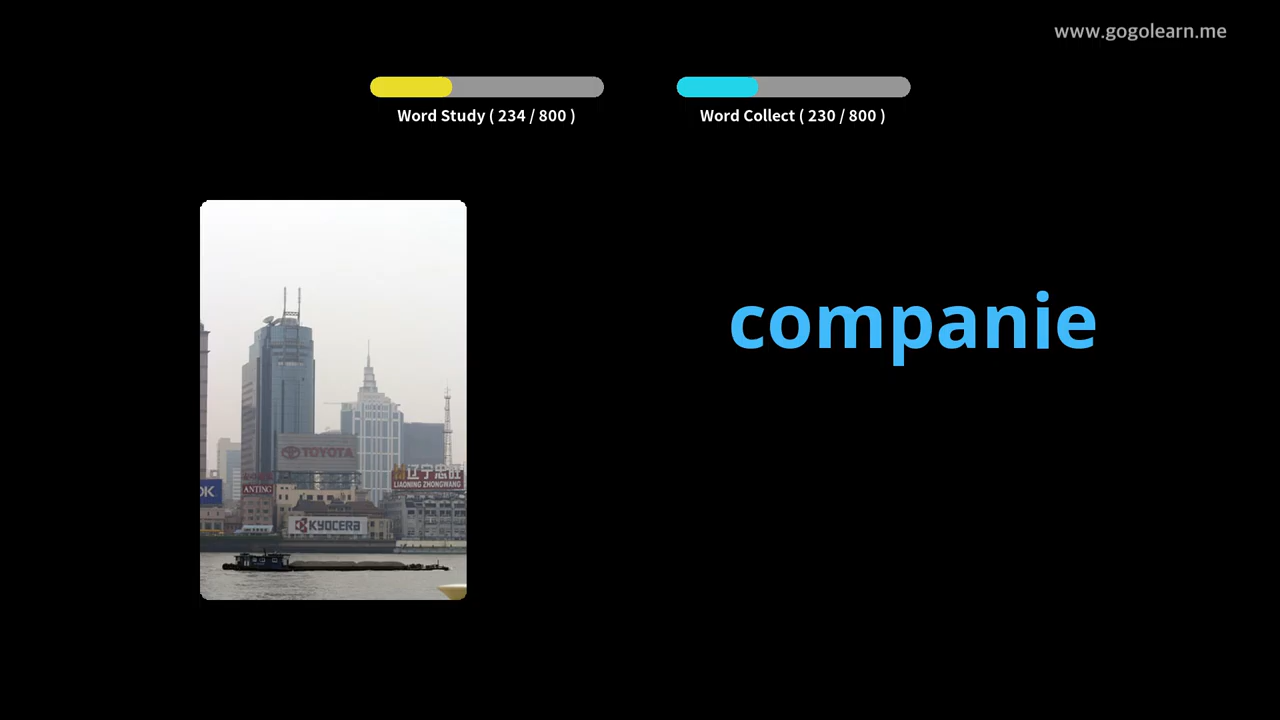 www.gogolearn.me
Word Study ( 234 / 800 )
Word Collect ( 230 / 800 )
companie
TOYOTA
辽宁忠旺
LIAONING ZHONGWANG
OK
ANTING
KYOCERA